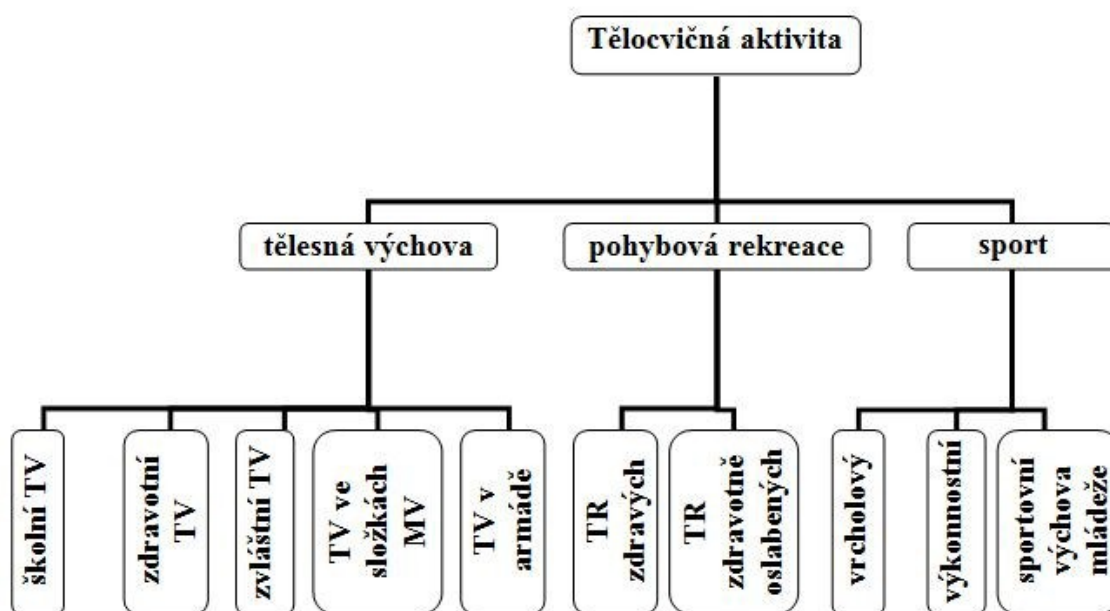 Tělocvičná aktivita
tělesná výchova
pohybová rekreace
sport
školní TV
zdravotní
TV
zvláštní TV
TV ve
složkách
MV
TV v
armádě
TR
zdravých
TR
zdravotně
oslabených
vrcholový
výkonnostní
sportovní
výchova
mládeže